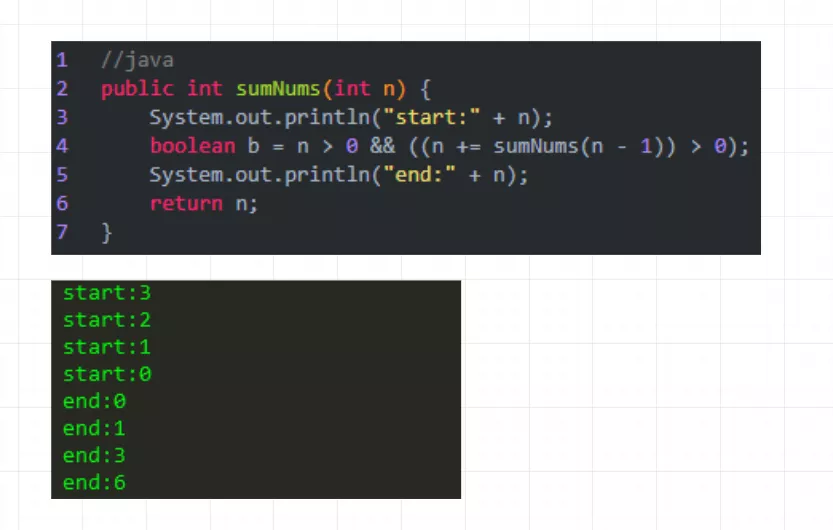 1 //java
2 public int sumNums(int n) {
3 System.out.println("start:" + n);
4 boolean b = n > 0 && ((n += sumNums(n - 1)) > 0);
5 System.out.println("end:" + n);
6 return n;
7 }
start:3
start:2
start:1
start:0
end:0
end:1
end:3
end:6